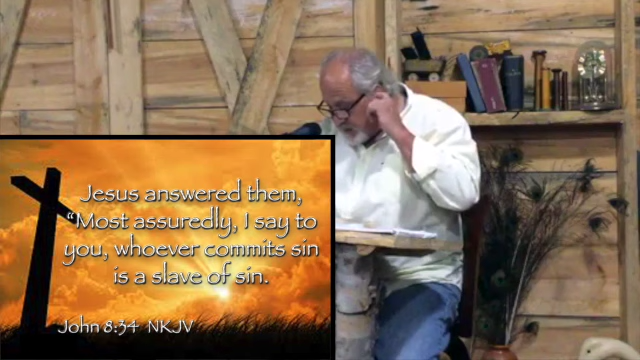 Jesus answered them,
“Most assuredly, I say to
you, whoever commits sin
is a slave of sin.
John 8:34 NKJV